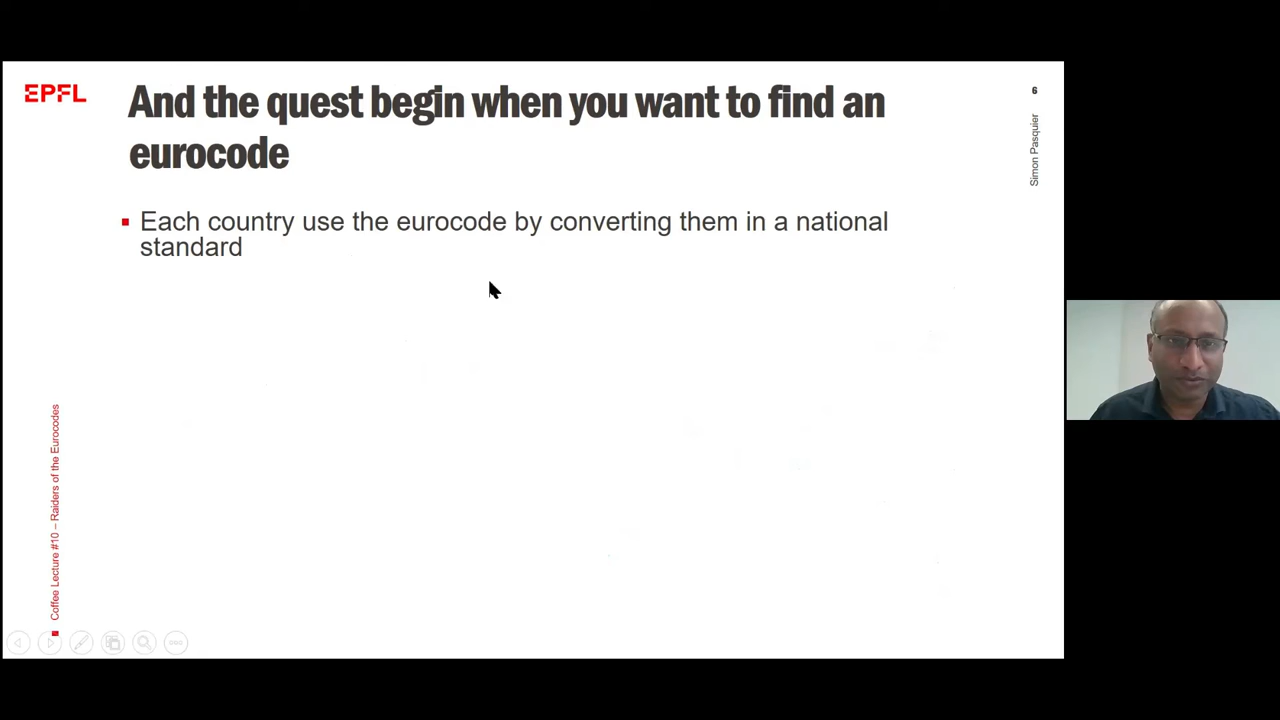 EPFL
And the quest begin when you want to find an
eurocode
6
Simon Pasquier
Each country use the eurocode by converting them in a national
standard
Coffee Lecture #10 – Raiders of the Eurocodes